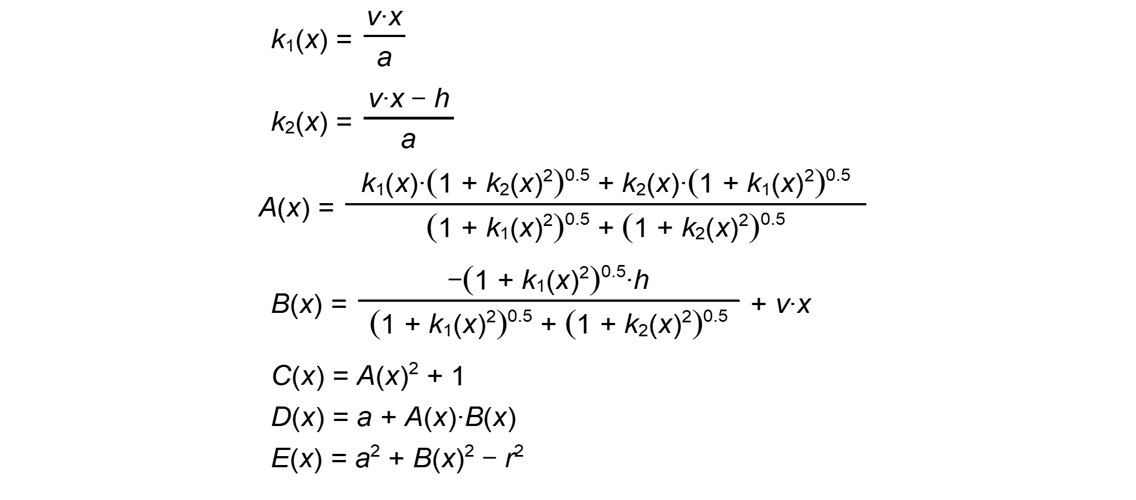 k₁(x) = v·x / a
k₂(x) = v·x − h / a
A(x) = k₁(x)·(1 + k₂(x)²)^0.5 + k₂(x)·(1 + k₁(x)²)^0.5 / (1 + k₁(x)²)^0.5 + (1 + k₂(x)²)^0.5
B(x) = −(1 + k₁(x)²)^0.5·h / (1 + k₁(x)²)^0.5 + (1 + k₂(x)²)^0.5 + v·x
C(x) = A(x)² + 1
D(x) = a + A(x)·B(x)
E(x) = a² + B(x)² − r²